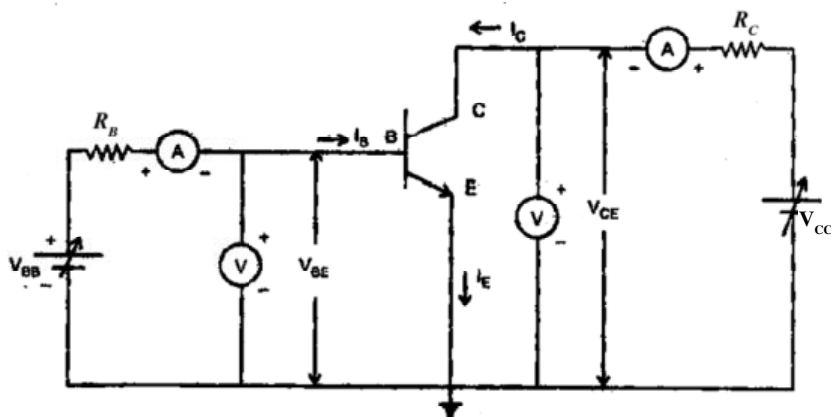 I_C
R_C
A
- +
C
R_B
A
+ -
I_B
B
E
+
V
-
V_CE
V_CC
+
V_BB
-
+
V
-
V_BE
I_E